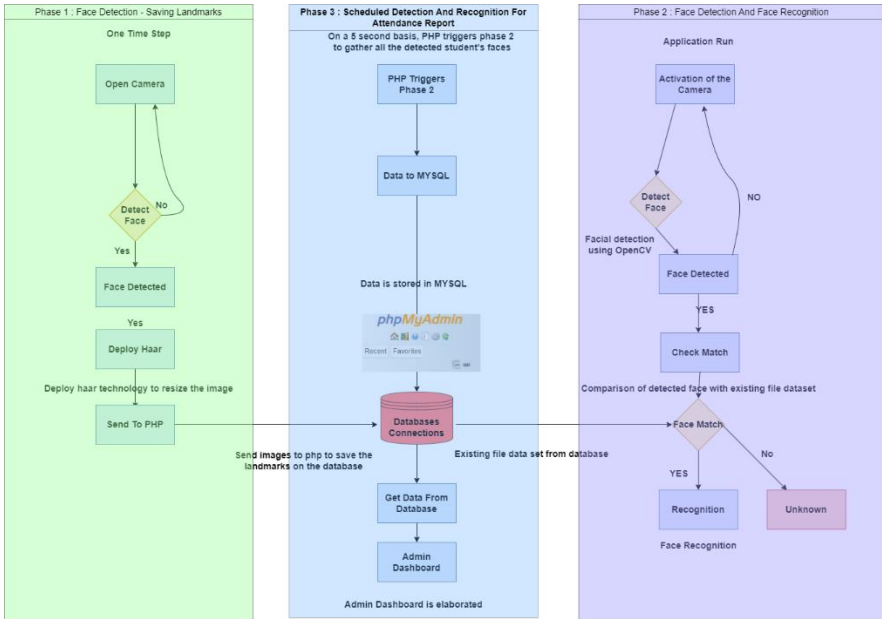 Phase 1 : Face Detection - Saving Landmarks
One Time Step
Open Camera
No
Detect
Face
Yes
Face Detected
Yes
Deploy Haar
Deploy haar technology to resize the image
Send To PHP
Send images to php to save the
landmarks on the database
Phase 3 : Scheduled Detection And Recognition For
Attendance Report
On a 5 second basis, PHP triggers phase 2
to gather all the detected student's faces
PHP Triggers
Phase 2
Data to MYSQL
Data is stored in MYSQL
phpMyAdmin
Recent Favorites
Databases
Connections
Existing file data set from database
Get Data From
Database
Admin
Dashboard
Admin Dashboard is elaborated
Phase 2 : Face Detection And Face Recognition
Application Run
Activation of the
Camera
Detect
Face
NO
Facial detection
using OpenCV
Face Detected
YES
Check Match
Comparison of detected face with existing file dataset
Face Match
No
YES
Recognition
Unknown
Face Recognition